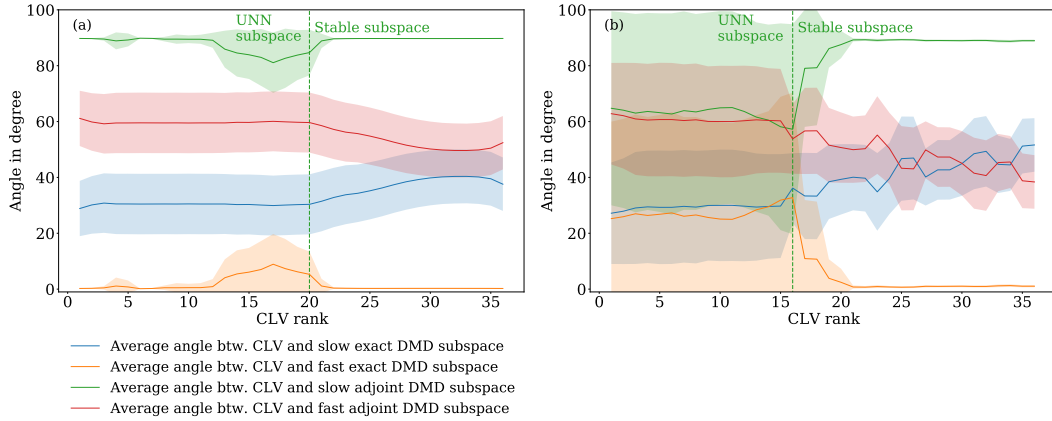 (a)
UNN
subspace
Stable subspace
100
80
60
40
20
0
Angle in degree
0 5 10 15 20 25 30 35
CLV rank
(b)
UNN
subspace
Stable subspace
100
80
60
40
20
0
Angle in degree
0 5 10 15 20 25 30 35
CLV rank
Average angle btw. CLV and slow exact DMD subspace
Average angle btw. CLV and fast exact DMD subspace
Average angle btw. CLV and slow adjoint DMD subspace
Average angle btw. CLV and fast adjoint DMD subspace